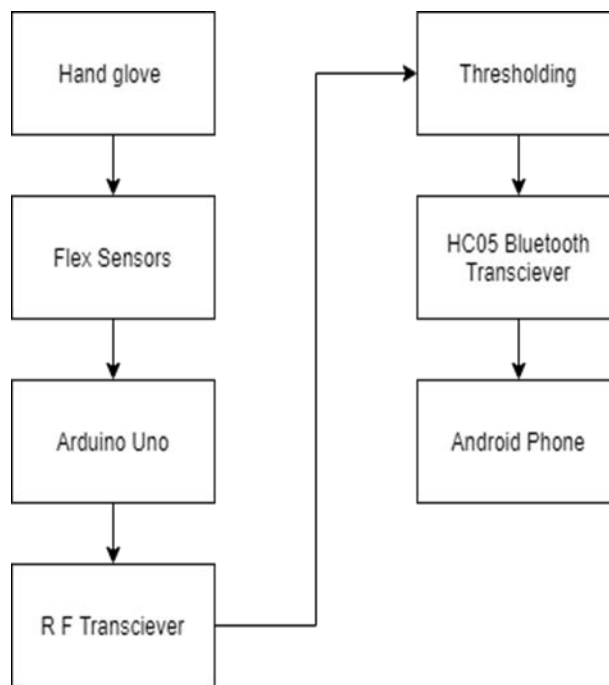 Hand glove
Flex Sensors
Arduino Uno
R F Transciever
Thresholding
HC05 Bluetooth
Transciever
Android Phone